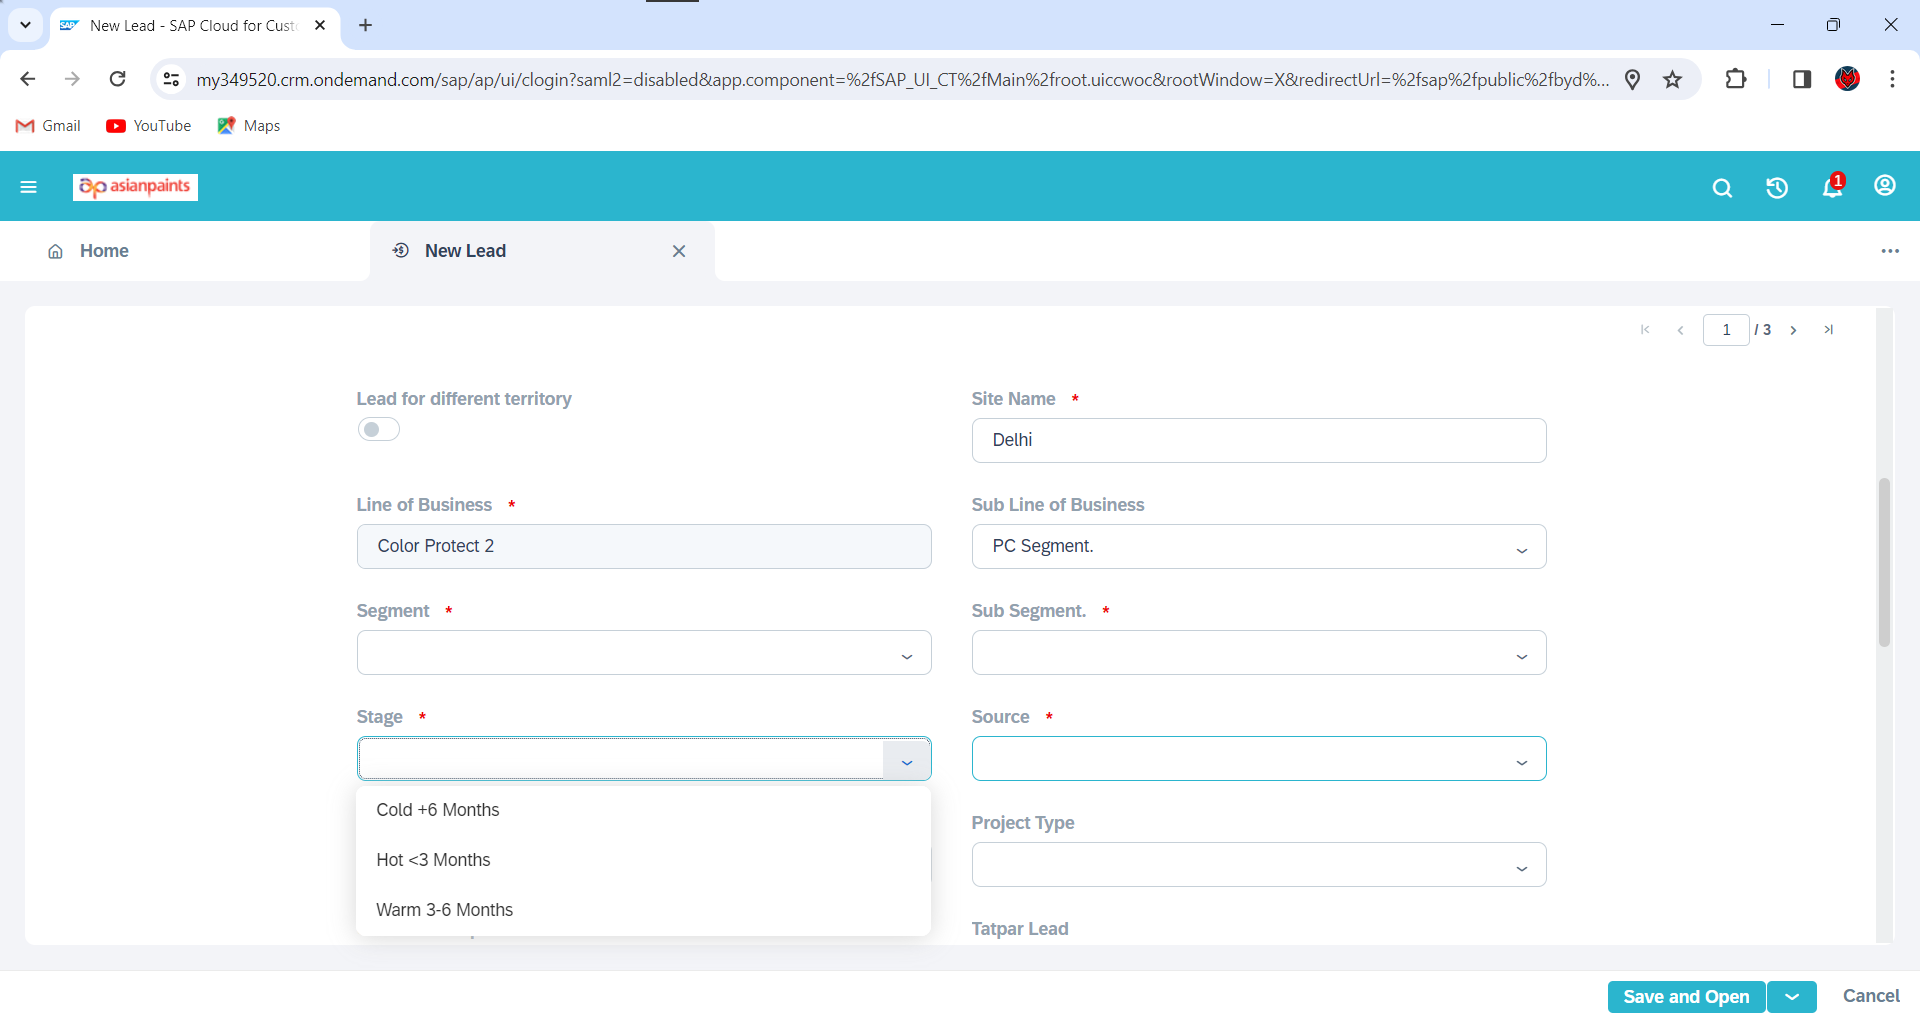 New Lead - SAP Cloud for Cust
my349520.crm.ondemand.com/sap/ap/ui/clogin?saml2=disabled&app.component=%2fSAP_UI_CT%2fMain%2froot.uiccwoc&rootWindow=X&redirectUrl=%2fsap%2fpublic%2fbyd%...
Gmail YouTube Maps
asianpaints
1
Home
New Lead
1 / 3
Lead for different territory
Site Name *
Delhi
Line of Business *
Color Protect 2
Sub Line of Business
PC Segment.
Segment *
Sub Segment. *
Stage *
Source *
Cold +6 Months
Hot <3 Months
Warm 3-6 Months
Project Type
Tatpar Lead
Save and Open
Cancel